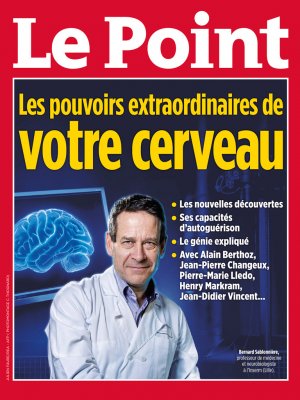 Le Point
Les pouvoirs extraordinaires de
votre cerveau
• Les nouvelles découvertes
• Ses capacités
d'autoguérison
• Le génie expliqué
• Avec Alain Berthoz,
Jean-Pierre Changeux,
Pierre-Marie Lledo,
Henry Markram,
Jean-Didier Vincent...
Bernard Sablonnière,
professeur de médecine
et neurobiologiste
à l'Inserm (Lille).